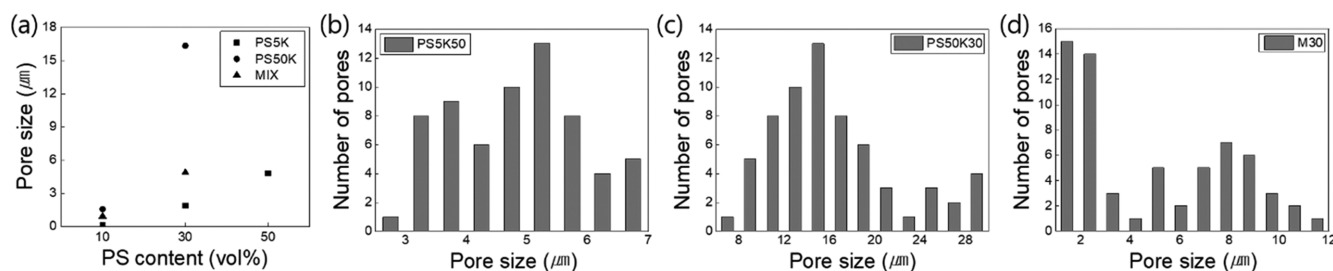 (a)
18
15
12
9
6
3
0
Pore size (㎛)
PS5K
PS50K
MIX
10 30 50
PS content (vol%)
(b)
14
12
10
8
6
4
2
0
Number of pores
PS5K50
3 4 5 6 7
Pore size (㎛)
(c)
14
12
10
8
6
4
2
0
Number of pores
PS50K30
8 12 16 20 24 28
Pore size (㎛)
(d)
16
14
12
10
8
6
4
2
0
Number of pores
M30
2 4 6 8 10 12
Pore size (㎛)